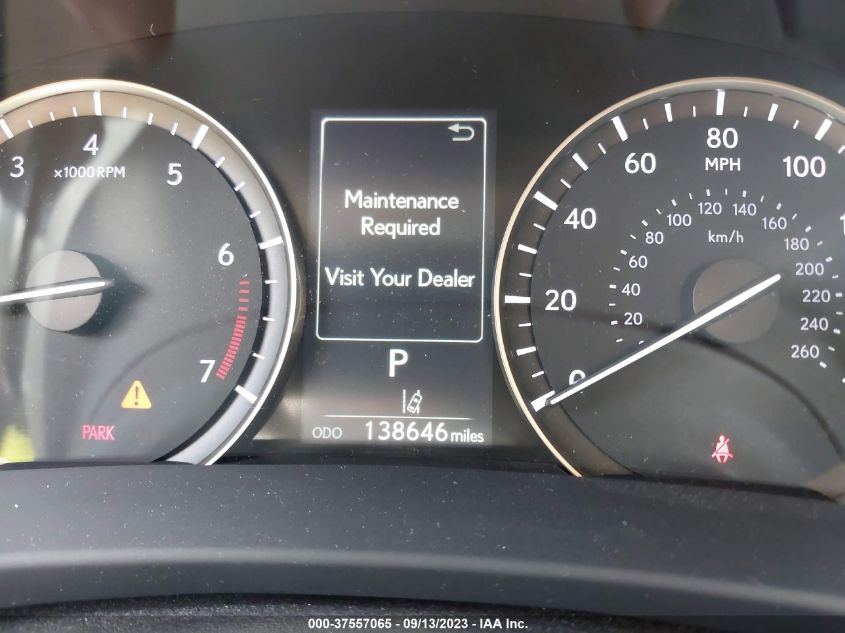 3 4 5 6 7
x1000 RPM
PARK
Maintenance
Required
Visit Your Dealer
P
ODO 138646 miles
0 20 40 60 80 100
MPH
20 40 60 80 100 120 140 160 180 200 220 240 260
km/h
000-37557065 - 09/13/2023 - IAA, Inc.